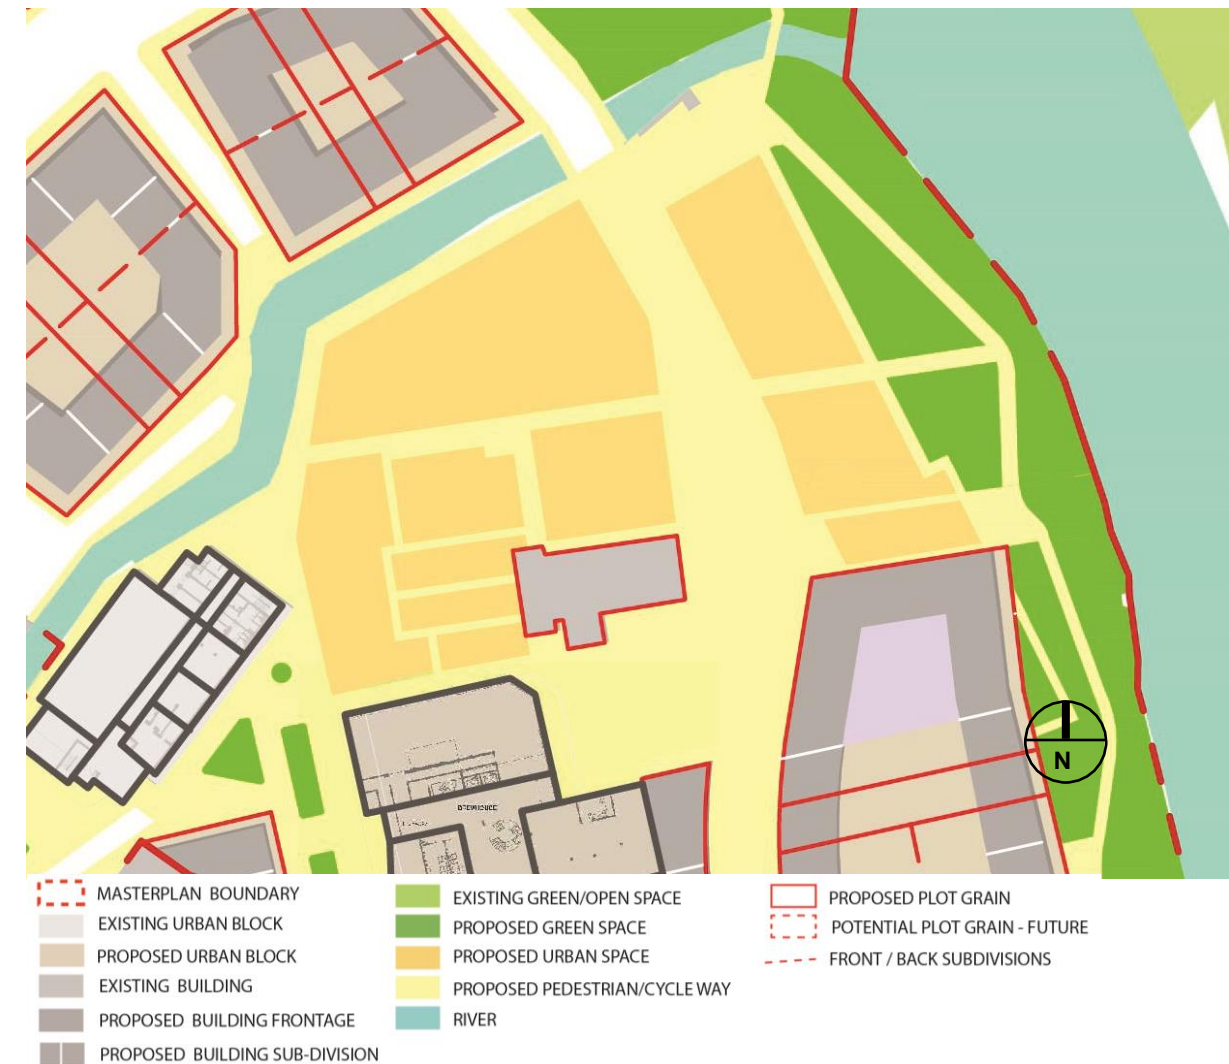 BREWHOUSE
N
MASTERPLAN BOUNDARY
EXISTING URBAN BLOCK
PROPOSED URBAN BLOCK
EXISTING BUILDING
PROPOSED BUILDING FRONTAGE
PROPOSED BUILDING SUB-DIVISION
EXISTING GREEN/OPEN SPACE
PROPOSED GREEN SPACE
PROPOSED URBAN SPACE
PROPOSED PEDESTRIAN/CYCLE WAY
RIVER
PROPOSED PLOT GRAIN
POTENTIAL PLOT GRAIN - FUTURE
FRONT / BACK SUBDIVISIONS